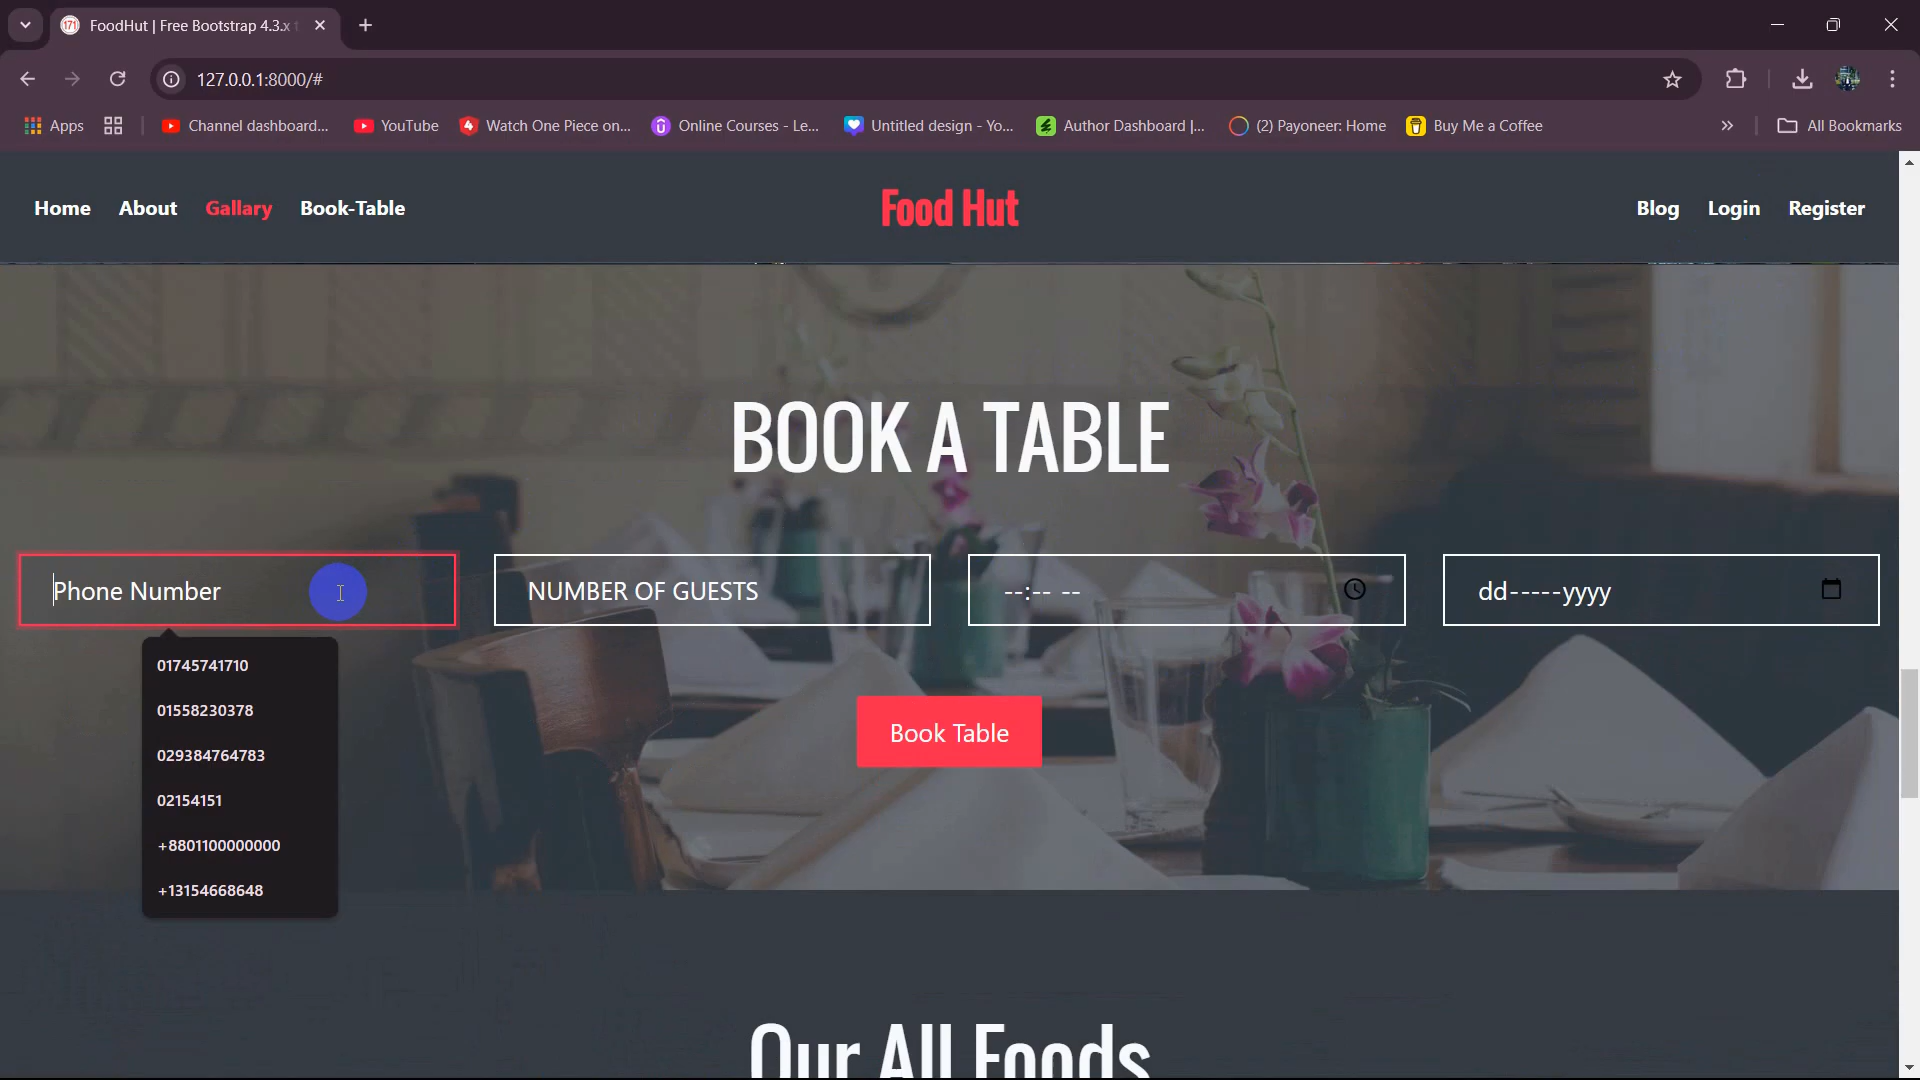 171
FoodHut | Free Bootstrap 4.3.x t
127.0.0.1:8000/#
Apps
Channel dashboard...
YouTube
Watch One Piece on...
Online Courses - Le...
Untitled design - Yo...
Author Dashboard |...
(2) Payoneer: Home
Buy Me a Coffee
All Bookmarks
Home
About
Gallary
Book-Table
Food Hut
Blog
Login
Register
BOOK A TABLE
Phone Number
NUMBER OF GUESTS
--:-- --
dd-----yyyy
01745741710
01558230378
029384764783
02154151
+8801100000000
+13154668648
Book Table
Our All Foods